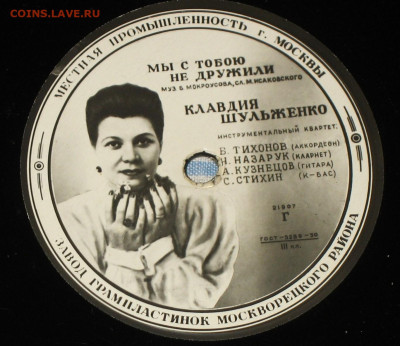 COINS.LAVE.RU
МЕСТНАЯ ПРОМЫШЛЕННОСТЬ г. МОСКВЫ
МЫ С ТОБОЮ
НЕ ДРУЖИЛИ
МУЗ Б. МОКРОУСОВА, СЛ. М. ИСАКОВСКОГО
КЛАВДИЯ
ШУЛЬЖЕНКО
ИНСТРУМЕНТАЛЬНЫЙ КВАРТЕТ:
Б. ТИХОНОВ (АККОРДЕОН)
Н. НАЗАРУК (КЛАРНЕТ)
А. КУЗНЕЦОВ (ГИТАРА)
С. СТИХИН (К-БАС)
Г
ЗАВОД ГРАМПЛАСТИНОК МОСКВОРЕЦКОГО РАЙОНА